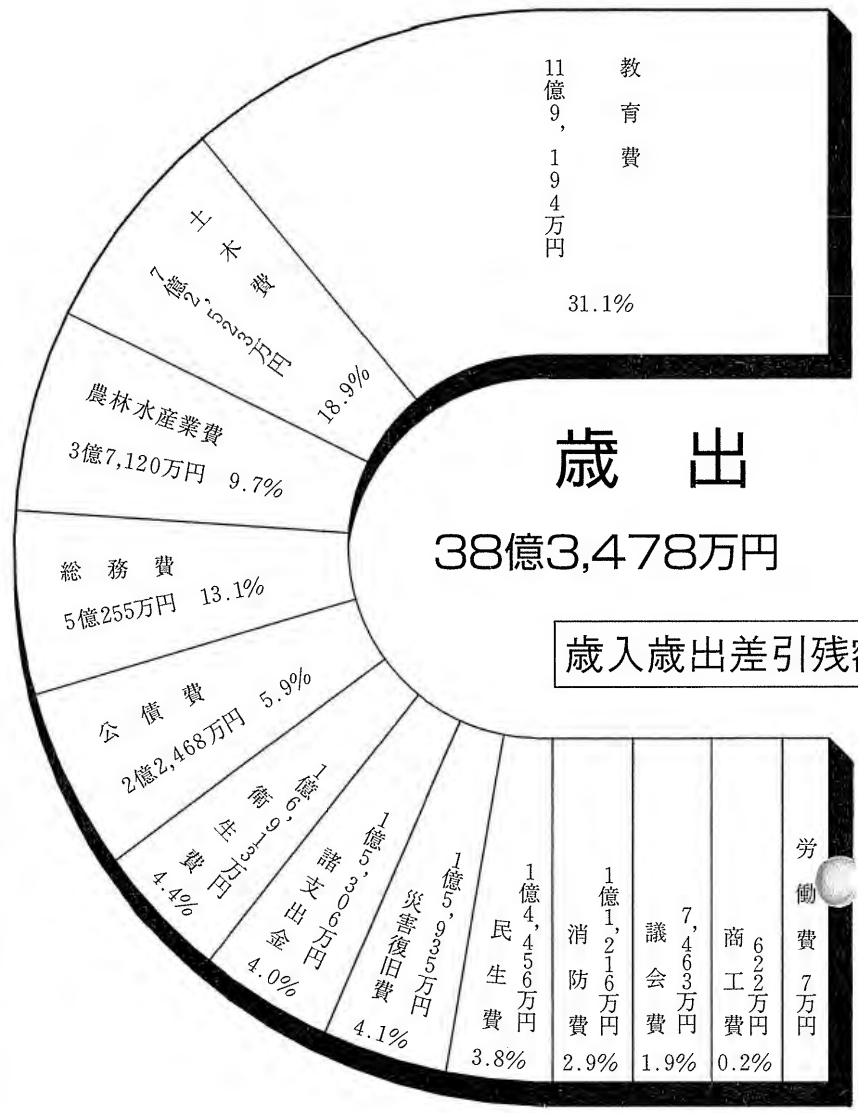 教育費
11億9,194万円
31.1%
土木費
7億2,523万円
18.9%
農林水産業費
3億7,120万円 9.7%
総務費
5億255万円 13.1%
公債費
2億2,468万円 5.9%
衛生費
1億6,913万円
4.4%
諸支出金
1億5,306万円
4.0%
災害復旧費
1億5,935万円
4.1%
民生費
1億4,456万円
3.8%
消防費
1億1,216万円
2.9%
議会費
7,463万円
1.9%
商工費
622万円
0.2%
労働費 7万円
歳出
38億3,478万円
歳入歳出差引残